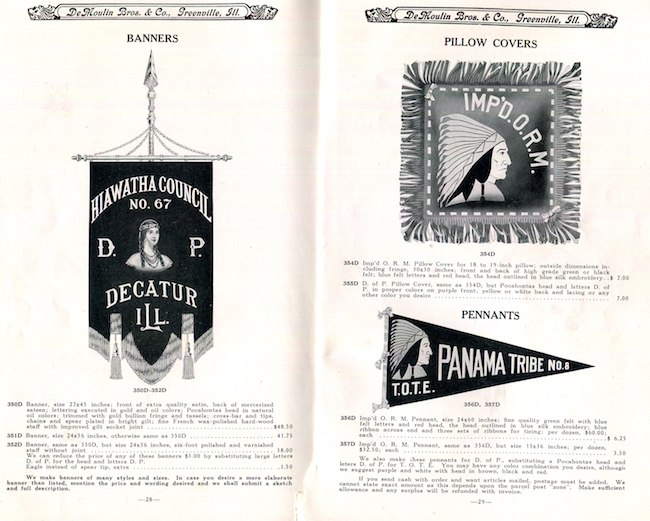 DeMoulin Bros. & Co., Greenville, Ill.
BANNERS
HIAWATHA COUNCIL
NO. 67
D. P.
DECATUR
ILL.
350D-352D
350D Banner, size 27x45 inches; front of extra quality satin, back of mercerized
sateen; lettering executed in gold and oil colors; Pocahontas head in natural
oil colors; trimmed with gold bullion fringe and tassels; cross-bar and tips,
chains and spear plated in bright gilt; fine French wax-polished hard-wood
staff with improved gilt socket joint ........ $48.50
351D Banner, size 24x36 inches, otherwise same as 350D ........ 41.75
352D Banner, same as 350D, but size 24x36 inches, six-foot polished and varnished
staff without joint ........ 38.00
We can reduce the price of any of these banners $1.00 by substituting large letters
D. of P. for the head and letters D. P.
Eagle instead of spear tip, extra ........ 1.50
We make banners of many styles and sizes. In case you desire a more elaborate
banner than listed, mention the price and wording desired and we shall submit a sketch
and full description.
—28—
DeMoulin Bros. & Co., Greenville, Ill.
PILLOW COVERS
IMP'D. O. R. M.
354D
354D Imp'd O. R. M. Pillow Cover for 18 to 19-inch pillow; outside dimensions in-
cluding fringe, 30x30 inches; front and back of high grade green or black
felt; blue felt letters and red head, the head outlined in blue silk embroidery..$ 7.00
355D D. of P. Pillow Cover, same as 354D, but Pocahontas head and letters D. of
P. in proper colors on purple front; yellow or white back and lacing or any
other color you desire ........ 7.00
PENNANTS
PANAMA TRIBE NO. 8
T.O.T.E.
356D, 357D
356D Imp'd O. R. M. Pennant, size 24x60 inches; fine quality green felt with blue
felt letters and red head, the head outlined in blue silk embroidery; blue
ribbon across end and three sets of ribbons for tieing; per dozen, $60.00;
each ........ $ 6.25
357D Imp'd O. R. M. Pennant, same as 356D, but size 15x36 inches; per dozen,
$32.50; each ........ 3.50
We also make these pennants for D. of P., substituting a Pocahontas head and
letters D. of P. for T. O. T. E. You may have any color combination you desire, although
we suggest purple and white with head in brown, black and red.
If you send cash with order and want articles mailed, postage must be added. We
cannot state exact amount as this depends upon the parcel post "zone". Make sufficient
allowance and any surplus will be refunded with invoice.
—29—